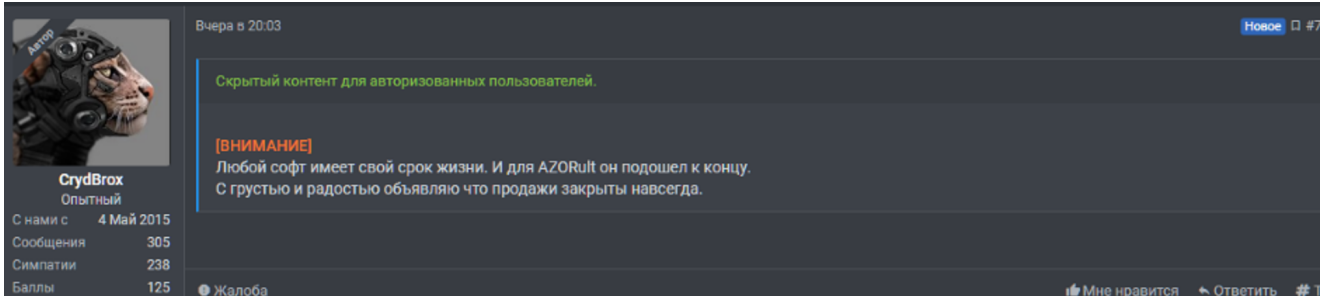 Автор
CrydBrox
Опытный
С нами с 4 Май 2015
Сообщения 305
Симпатии 238
Баллы 125
Вчера в 20:03
Новое #7
Скрытый контент для авторизованных пользователей.
[ВНИМАНИЕ]
Любой софт имеет свой срок жизни. И для AZORult он подошел к концу.
С грустью и радостью объявляю что продажи закрыты навсегда.
Жалоба
Мне нравится Ответить #